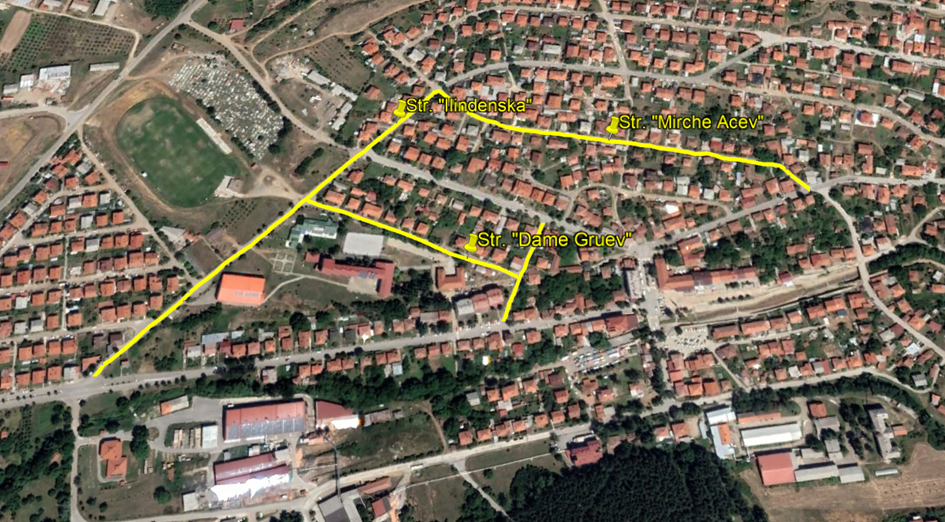 Str. "Ilindenska"
Str. "Mirche Acev"
Str. "Dame Gruev"